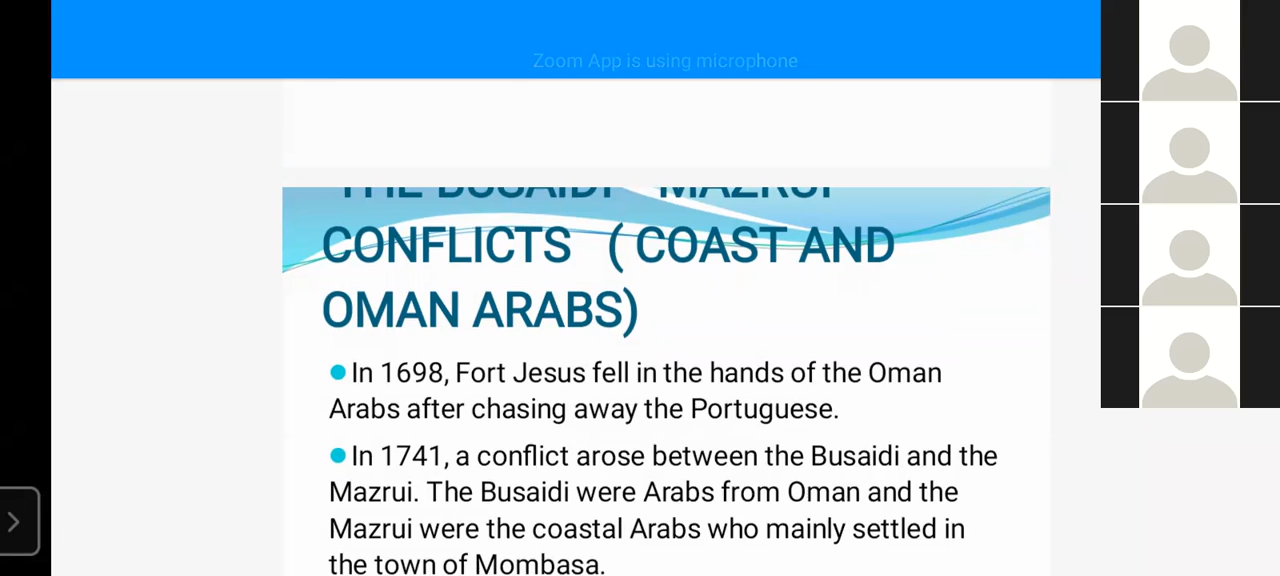 Zoom App is using microphone
THE BUSAIDI MAZRUI
CONFLICTS ( COAST AND
OMAN ARABS)
In 1698, Fort Jesus fell in the hands of the Oman
Arabs after chasing away the Portuguese.
In 1741, a conflict arose between the Busaidi and the
Mazrui. The Busaidi were Arabs from Oman and the
Mazrui were the coastal Arabs who mainly settled in
the town of Mombasa.